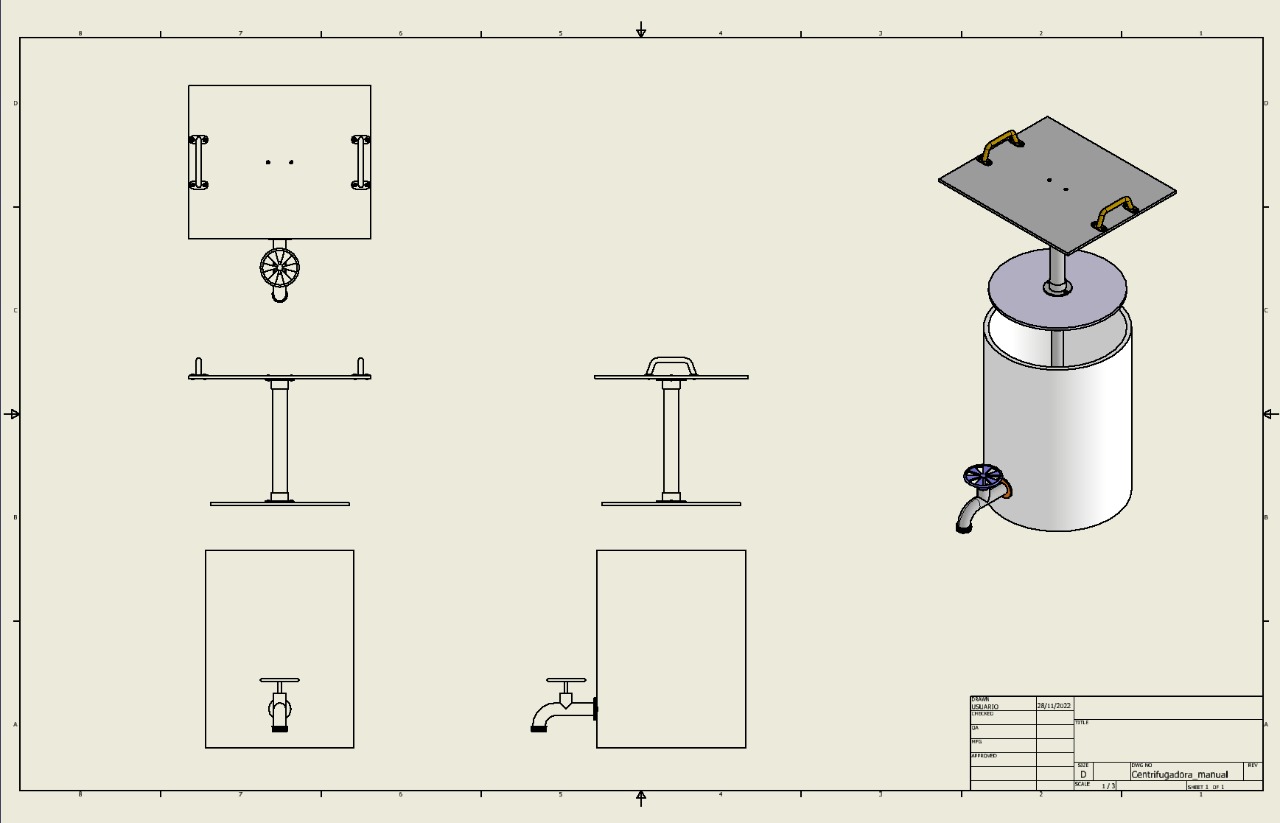 8 7 6 5 4 3 2 1
D D
C C
B B
A A
DRAWN
USUARIO 28/11/2022
CHECKED
QA
MFG
APPROVED
TITLE
SIZE DWG NO REV
D Centrifugadora_manual
SCALE 1 / 3 SHEET 1 OF 1
8 7 6 5 4 3 2 1